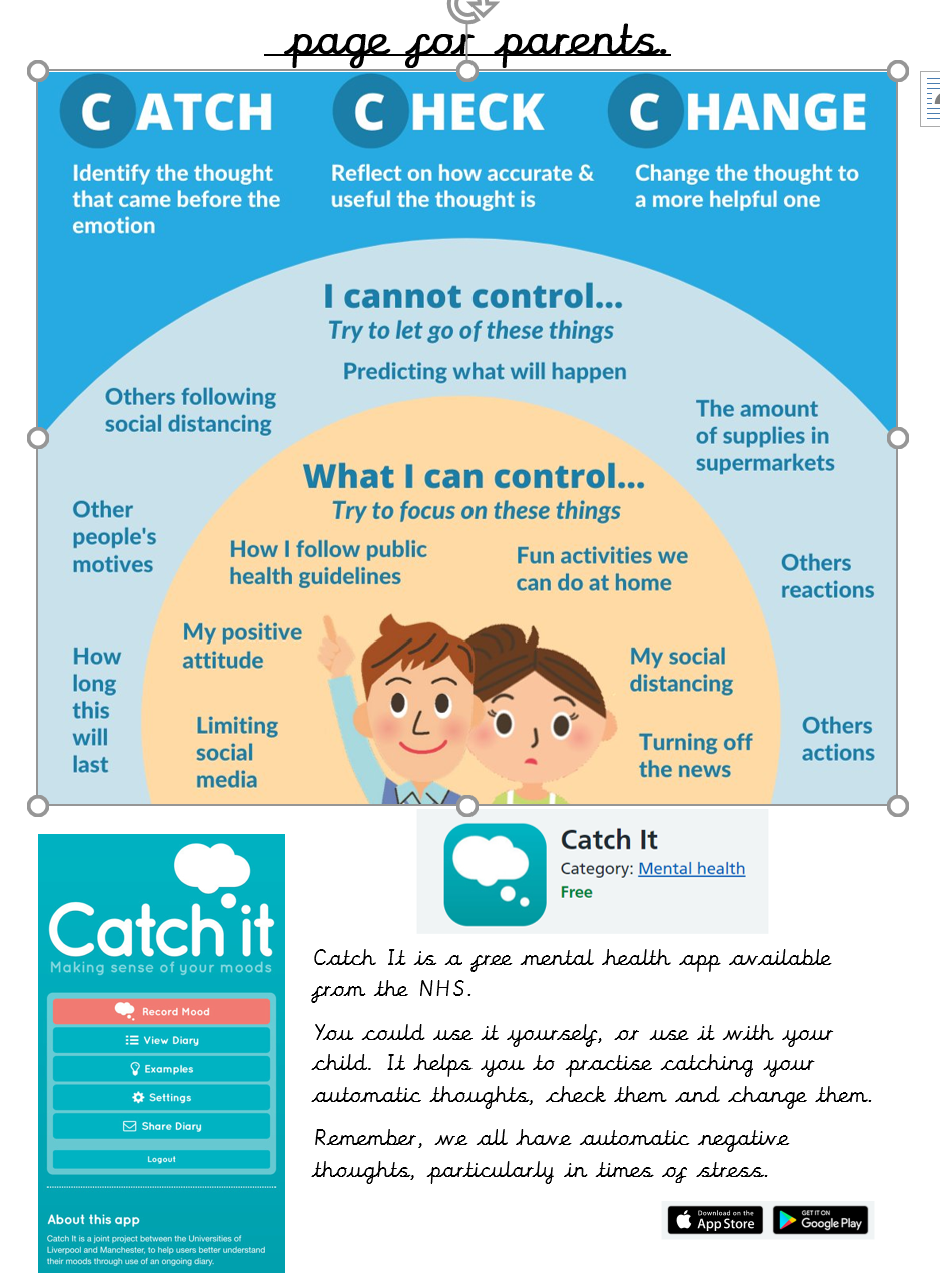 page for parents.
CATCH
CHECK
CHANGE
Identify the thought
that came before the
emotion
Reflect on how accurate &
useful the thought is
Change the thought to
a more helpful one
I cannot control...
Try to let go of these things
Predicting what will happen
Others following
social distancing
The amount
of supplies in
supermarkets
Other
people's
motives
Others
reactions
How
long
this
will
last
Others
actions
What I can control...
Try to focus on these things
How I follow public
health guidelines
Fun activities we
can do at home
My positive
attitude
My social
distancing
Limiting
social
media
Turning off
the news
Catch It
Category: Mental health
Free
Catch it
Making sense of your moods
Record Mood
View Diary
Examples
Settings
Share Diary
Logout
About this app
Catch It is a joint project between the Universities of
Liverpool and Manchester, to help users better understand
their moods through use of an ongoing diary.
Catch It is a free mental health app available
from the NHS.
You could use it yourself, or use it with your
child. It helps you to practise catching your
automatic thoughts, check them and change them.
Remember, we all have automatic negative
thoughts, particularly in times of stress.
Download on the
App Store
GET IT ON
Google Play